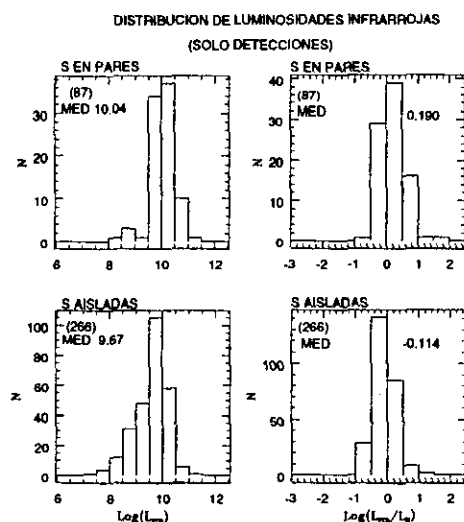 DISTRIBUCION DE LUMINOSIDADES INFRARROJAS
(SOLO DETECCIONES)
S EN PARES
(87)
MED 10.04
N
30
20
10
0
6 8 10 12
S EN PARES
(87)
MED 0.190
N
40
30
20
10
0
-3 -2 -1 0 1 2 3
S AISLADAS
(266)
MED 9.67
N
100
80
60
40
20
0
6 8 10 12
Log(L
S AISLADAS
(266)
MED -0.114
N
100
50
0
-3 -2 -1 0 1 2 3
Log(L